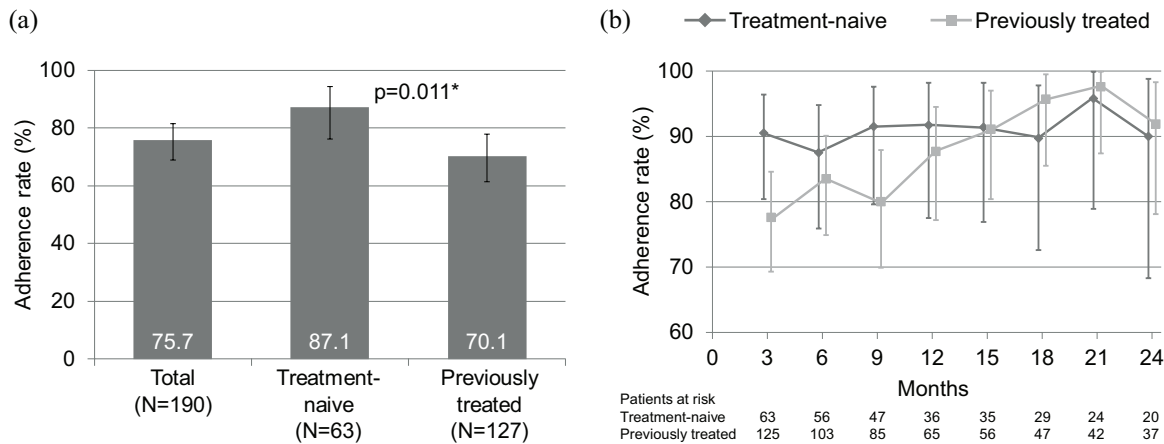 (a)
100
80
60
40
20
0
Adherence rate (%)
p=0.011*
75.7
87.1
70.1
Total
(N=190)
Treatment-
naive
(N=63)
Previously
treated
(N=127)
(b)
Treatment-naive
Previously treated
100
90
80
70
60
Adherence rate (%)
0 3 6 9 12 15 18 21 24
Months
Patients at risk
Treatment-naive 63 56 47 36 35 29 24 20
Previously treated 125 103 85 65 56 47 42 37